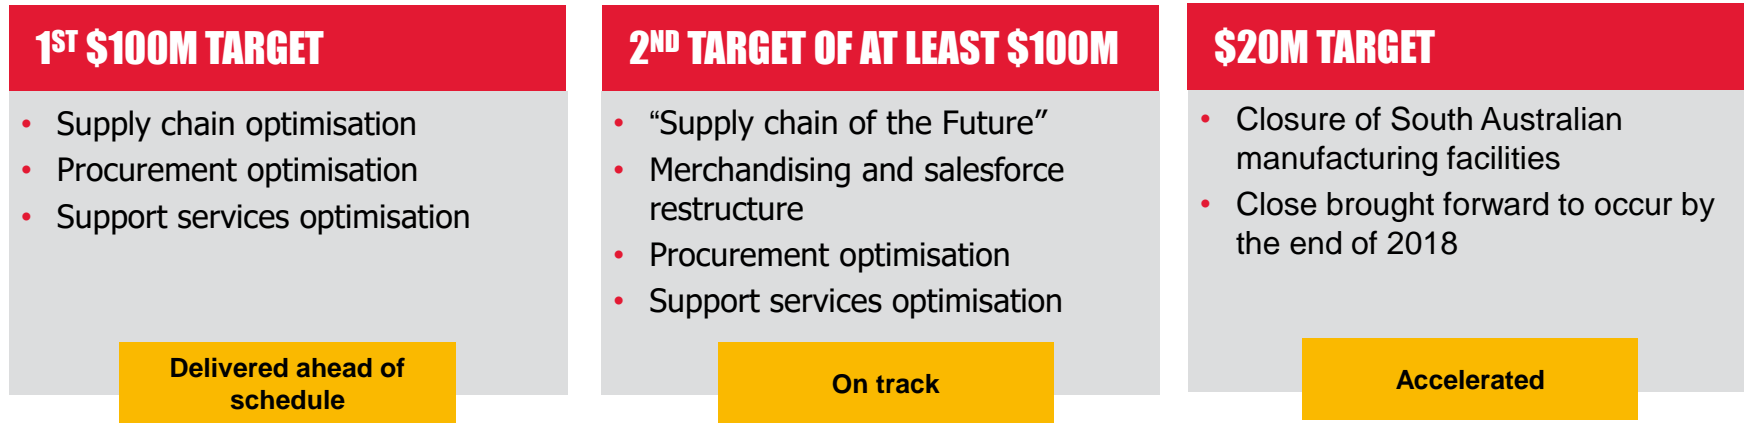 1ST $100M TARGET
• Supply chain optimisation
• Procurement optimisation
• Support services optimisation
Delivered ahead of
schedule
2ND TARGET OF AT LEAST $100M
• “Supply chain of the Future”
• Merchandising and salesforce
restructure
• Procurement optimisation
• Support services optimisation
On track
$20M TARGET
• Closure of South Australian
manufacturing facilities
• Close brought forward to occur by
the end of 2018
Accelerated